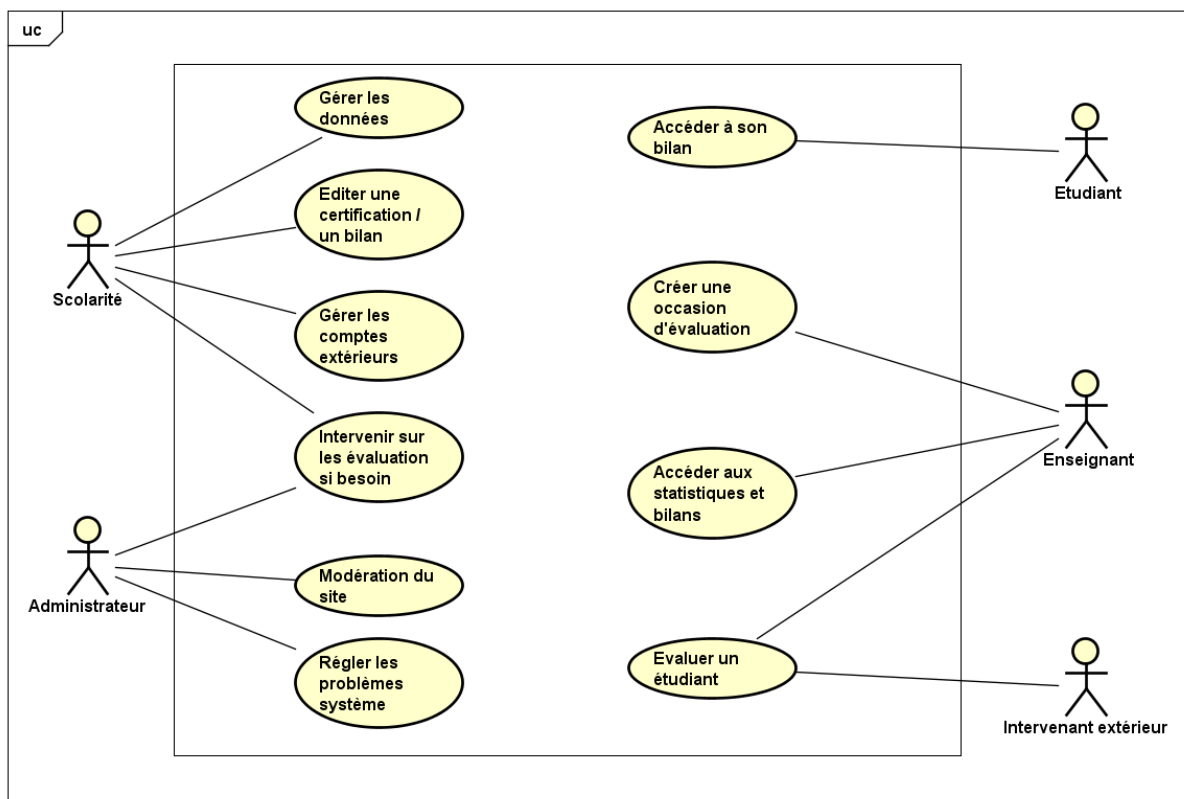 uc
Gérer les
données
Editer une
certification /
un bilan
Gérer les
comptes
extérieurs
Intervenir sur
les évaluation
si besoin
Modération du
site
Régler les
problèmes
système
Scolarité
Administrateur
Accéder à son
bilan
Créer une
occasion
d'évaluation
Accéder aux
statistiques et
bilans
Evaluer un
étudiant
Etudiant
Enseignant
Intervenant extérieur